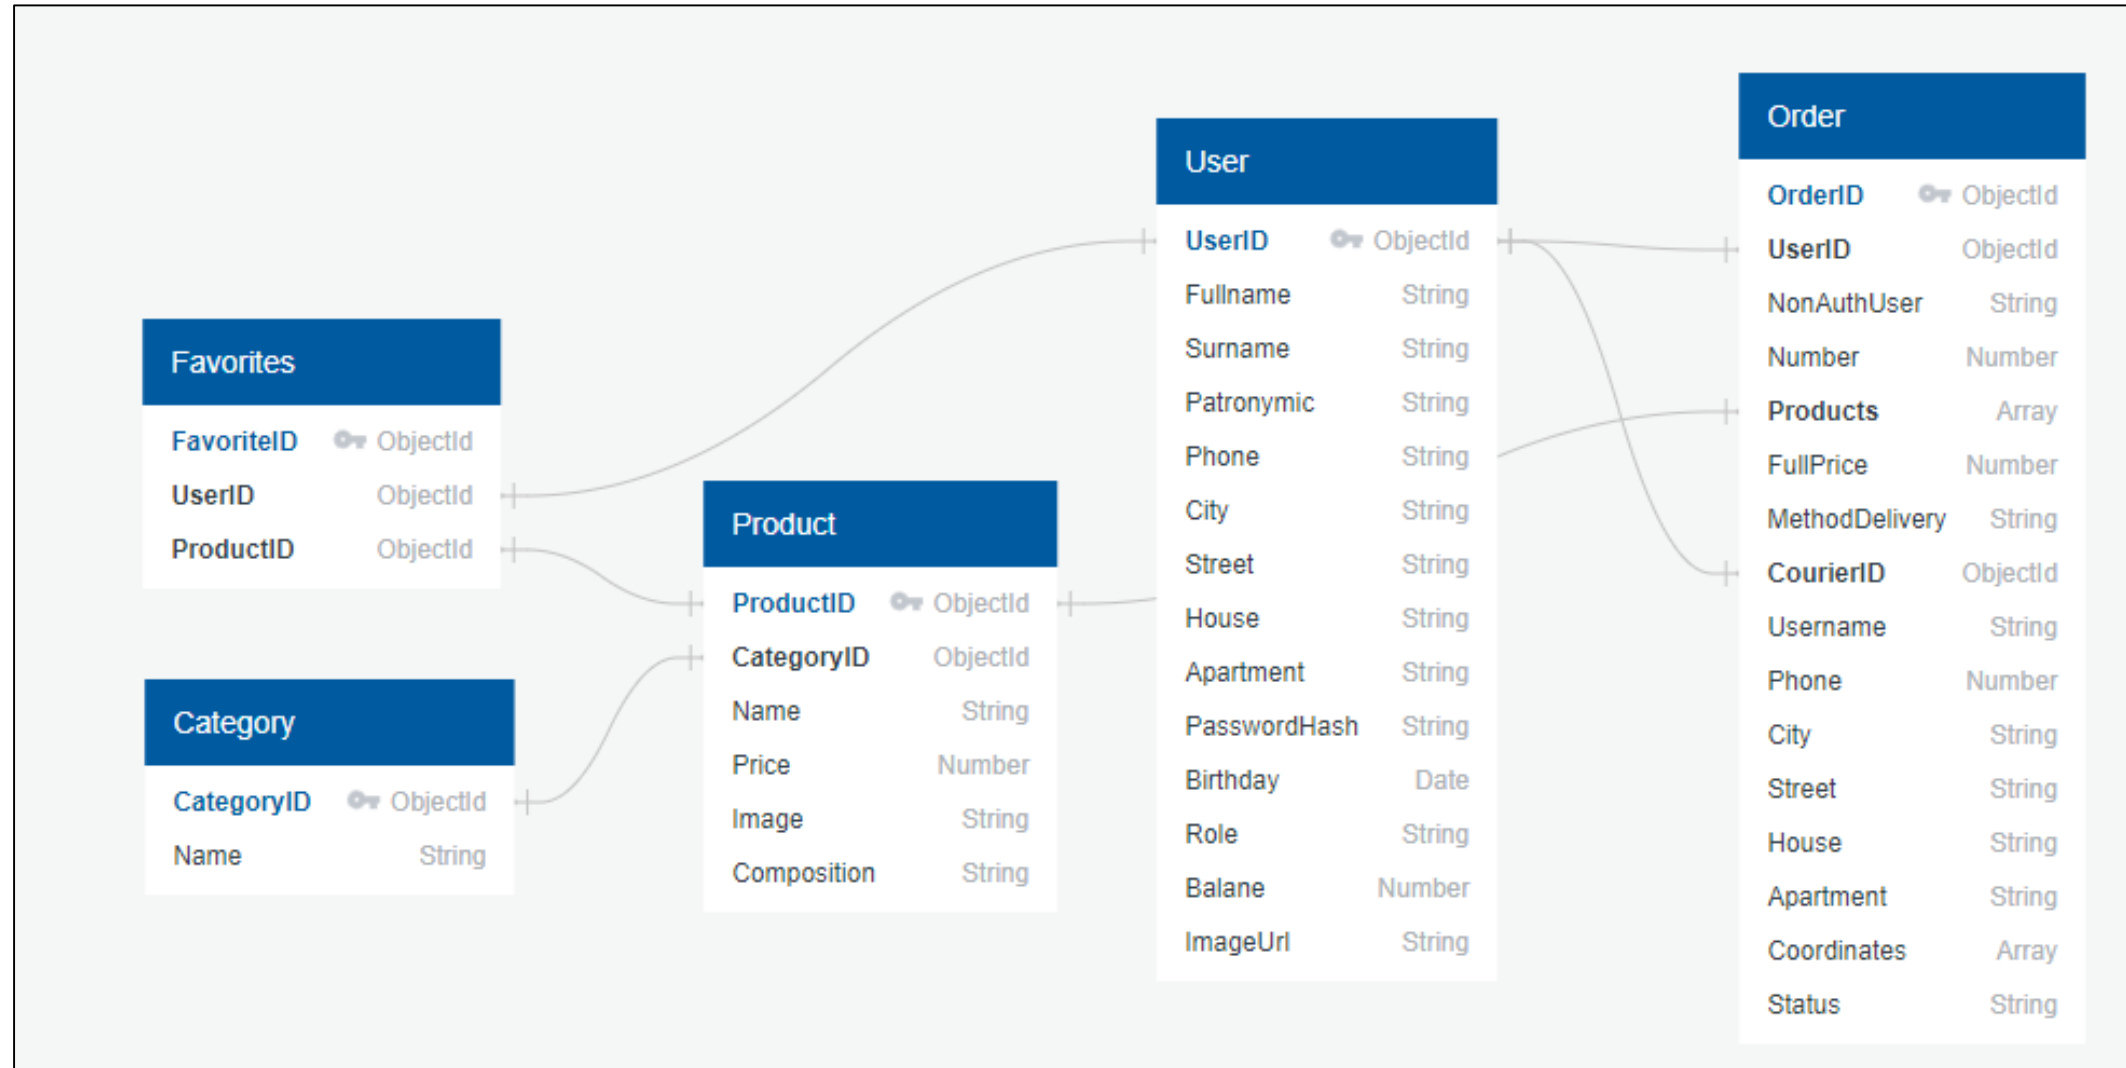 Favorites
FavoriteID ObjectId
UserID ObjectId
ProductID ObjectId
Category
CategoryID ObjectId
Name String
Product
ProductID ObjectId
CategoryID ObjectId
Name String
Price Number
Image String
Composition String
User
UserID ObjectId
Fullname String
Surname String
Patronymic String
Phone String
City String
Street String
House String
Apartment String
PasswordHash String
Birthday Date
Role String
Balane Number
ImageUrl String
Order
OrderID ObjectId
UserID ObjectId
NonAuthUser String
Number Number
Products Array
FullPrice Number
MethodDelivery String
CourierID ObjectId
Username String
Phone Number
City String
Street String
House String
Apartment String
Coordinates Array
Status String